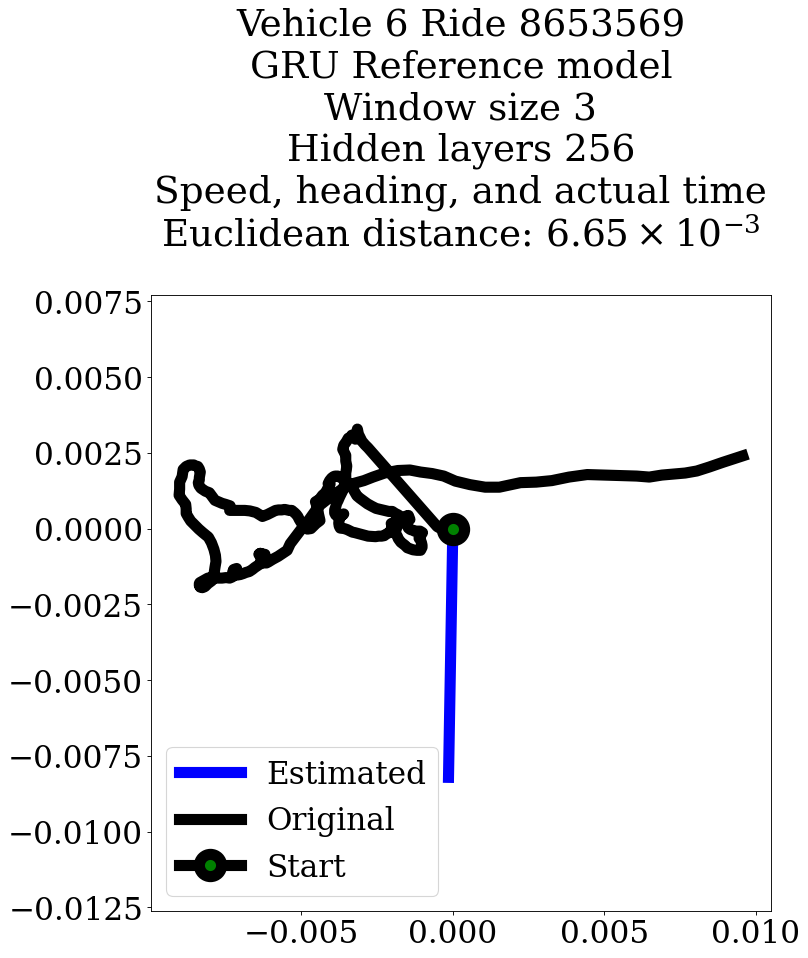 Vehicle 6 Ride 8653569
GRU Reference model
Window size 3
Hidden layers 256
Speed, heading, and actual time
Euclidean distance: 6.65 × 10⁻³
0.0075
0.0050
0.0025
0.0000
−0.0025
−0.0050
−0.0075
−0.0100
−0.0125
Estimated
Original
Start
−0.005 0.000 0.005 0.010